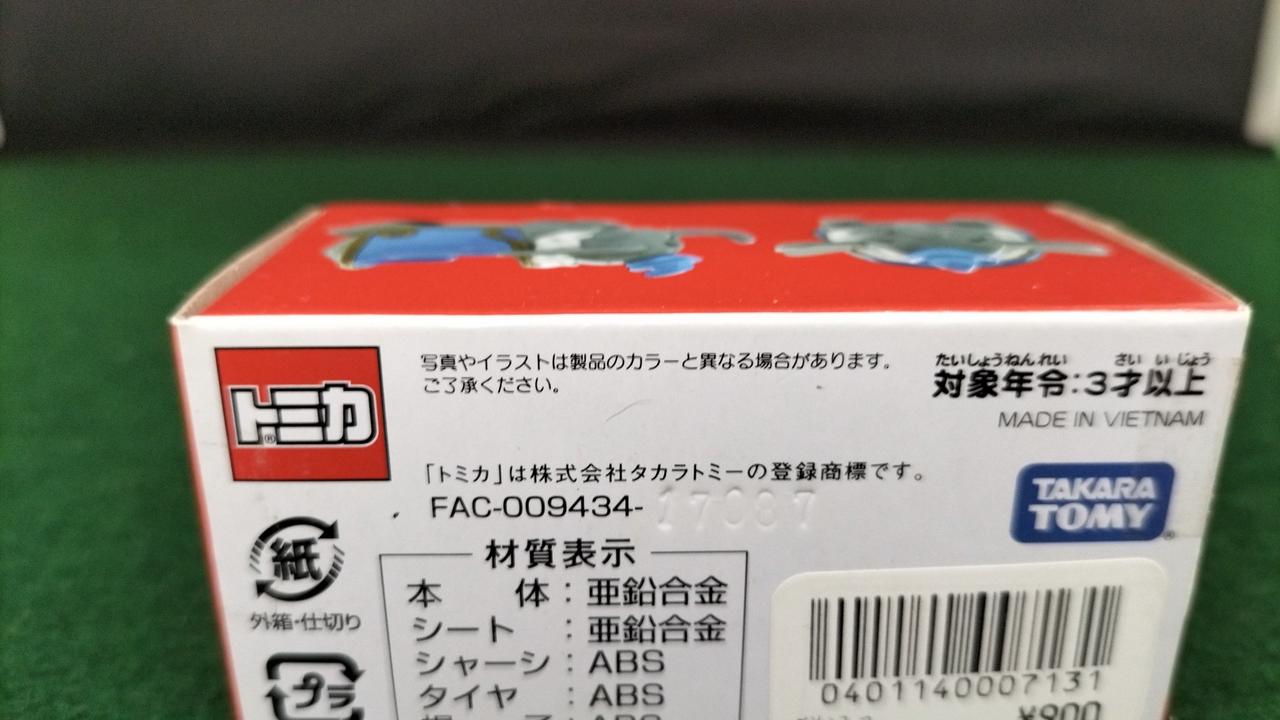 トミカ
®
写真やイラストは製品のカラーと異なる場合があります。
ご了承ください。
たいしょうねんれい さい いじょう
対象年令:3才以上
MADE IN VIETNAM
「トミカ」は株式会社タカラトミーの登録商標です。
FAC-009434- 17087
TAKARA
TOMY®
紙
外箱・仕切り
プラ
材質表示
本 体:亜鉛合金
シート :亜鉛合金
シャーシ:ABS
タイヤ:ABS
0401140007131
¥900